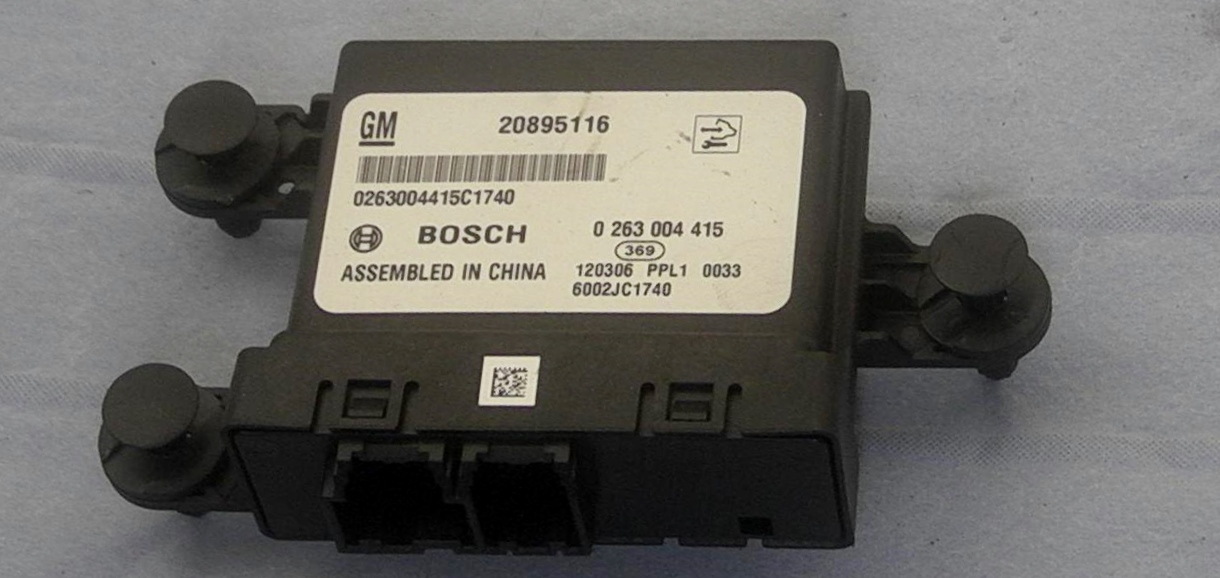 GM 20895116
0263004415C1740
BOSCH 0 263 004 415
369
ASSEMBLED IN CHINA 120306 PPL1 0033
6002JC1740